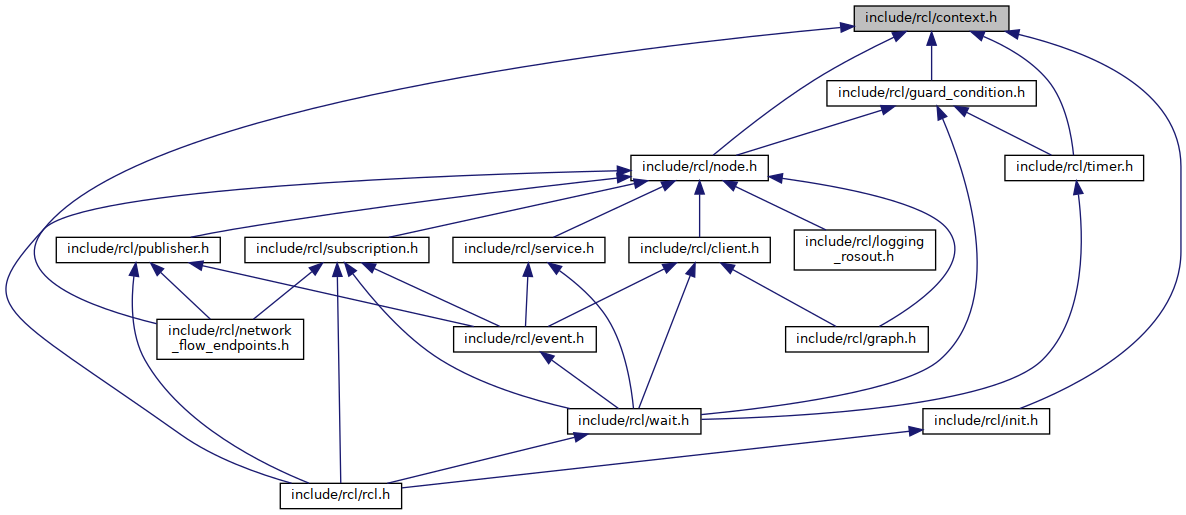 include/rcl/context.h
include/rcl/guard_condition.h
include/rcl/node.h
include/rcl/timer.h
include/rcl/publisher.h
include/rcl/subscription.h
include/rcl/service.h
include/rcl/client.h
include/rcl/logging
_rosout.h
include/rcl/network
_flow_endpoints.h
include/rcl/event.h
include/rcl/graph.h
include/rcl/wait.h
include/rcl/init.h
include/rcl/rcl.h